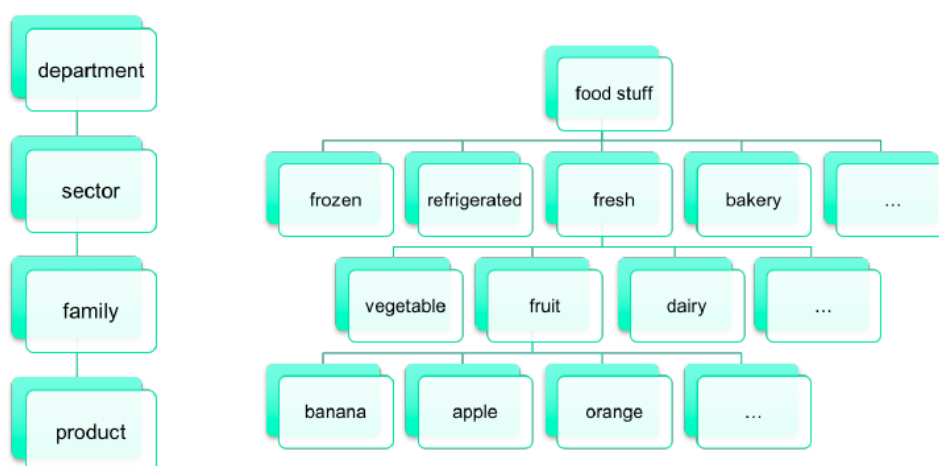 department
sector
family
product
food stuff
frozen
refrigerated
fresh
bakery
...
vegetable
fruit
dairy
...
banana
apple
orange
...